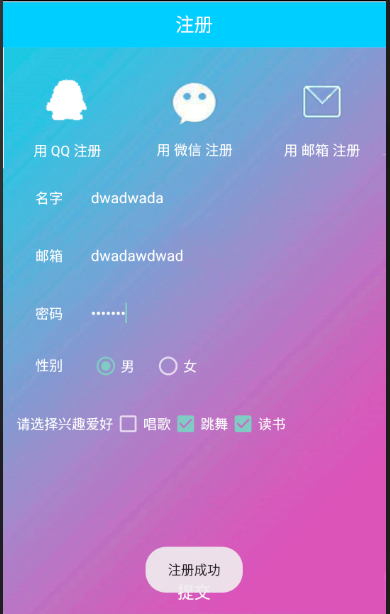 注册
用 QQ 注册 用 微信 注册 用 邮箱 注册
名字 dwadwada
邮箱 dwadawdwad
密码 •••••••
性别 男 女
请选择兴趣爱好 唱歌 跳舞 读书
注册成功
提交